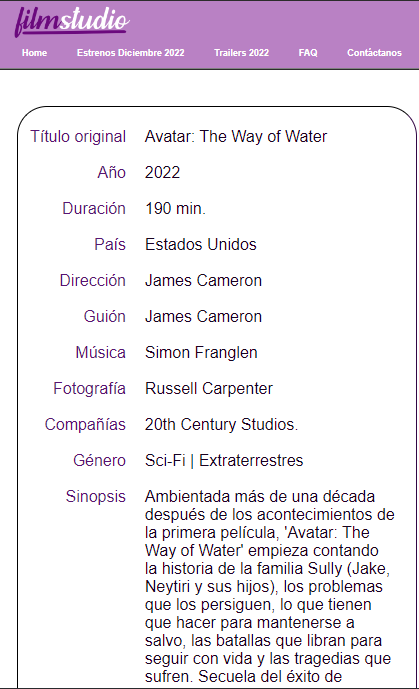 filmstudio
Home Estrenos Diciembre 2022 Trailers 2022 FAQ Contáctanos
Título original Avatar: The Way of Water
Año 2022
Duración 190 min.
País Estados Unidos
Dirección James Cameron
Guión James Cameron
Música Simon Franglen
Fotografía Russell Carpenter
Compañías 20th Century Studios.
Género Sci-Fi | Extraterrestres
Sinopsis Ambientada más de una década
después de los acontecimientos de
la primera película, 'Avatar: The
Way of Water' empieza contando
la historia de la familia Sully (Jake,
Neytiri y sus hijos), los problemas
que los persiguen, lo que tienen
que hacer para mantenerse a
salvo, las batallas que libran para
seguir con vida y las tragedias que
sufren. Secuela del éxito de